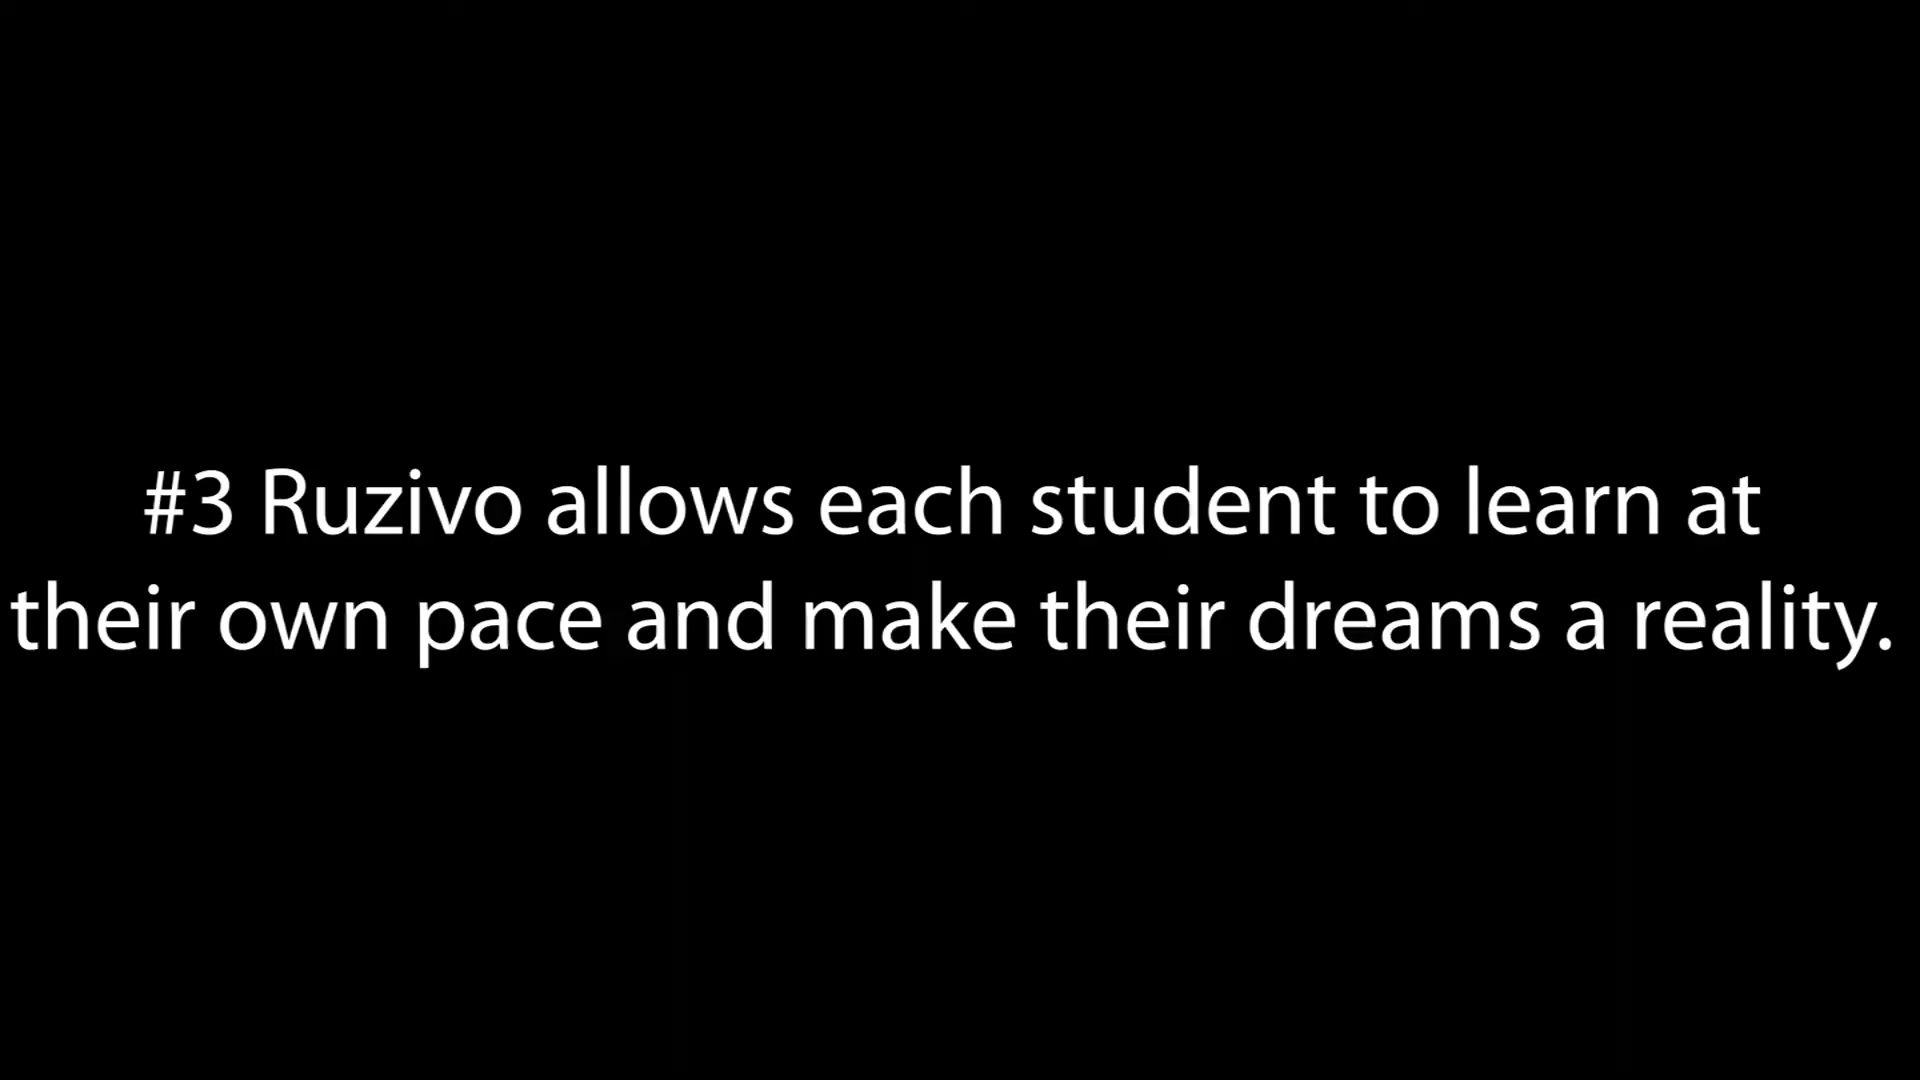 #3 Ruzivo allows each student to learn at
their own pace and make their dreams a reality.